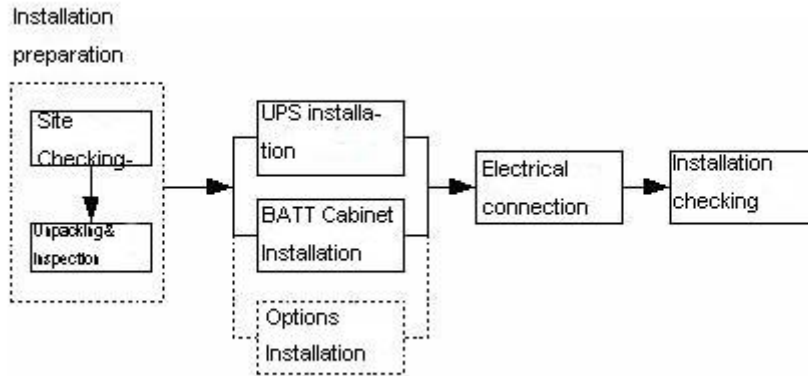 Installation
preparation
Site
Checking-
Unpacking&
Inspection
UPS installa-
tion
BATT Cabinet
Installation
Options
Installation
Electrical
connection
Installation
checking